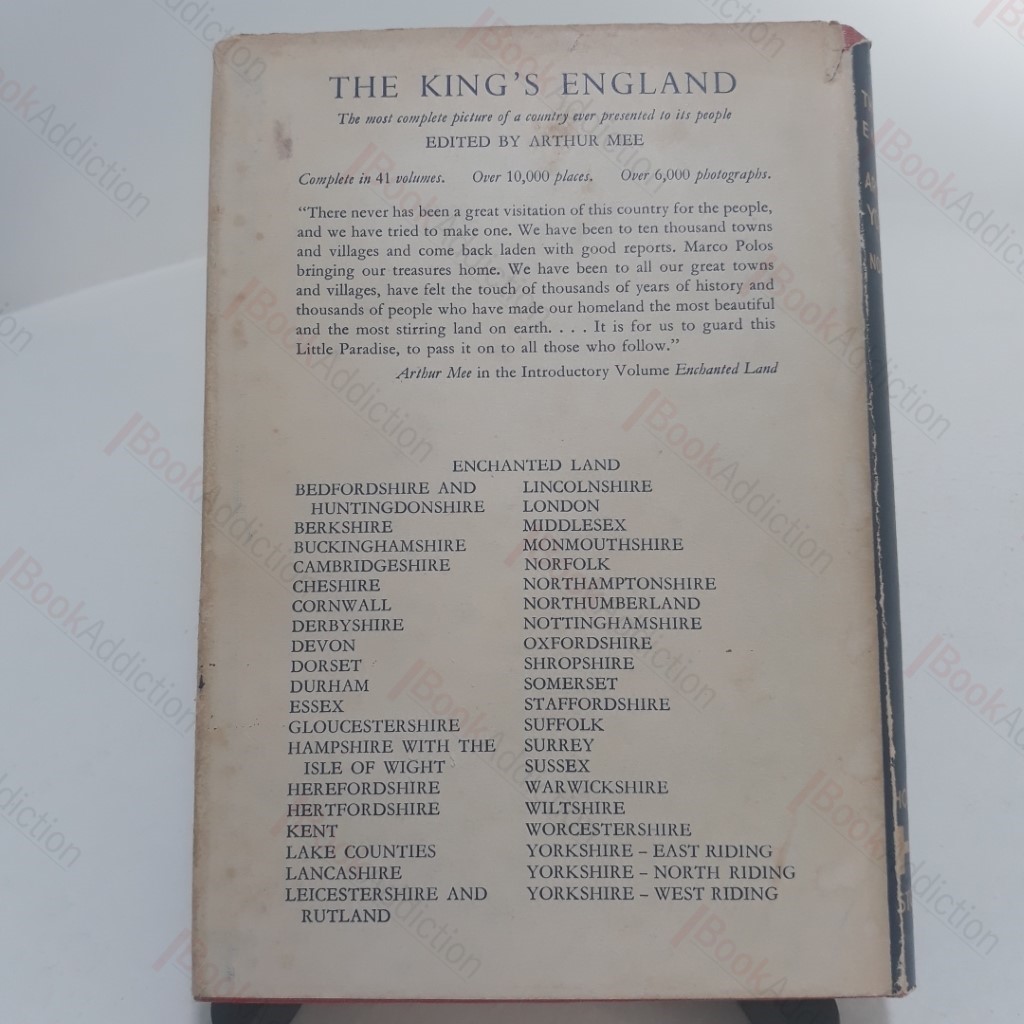 THE KING'S ENGLAND
The most complete picture of a country ever presented to its people
EDITED BY ARTHUR MEE
Complete in 41 volumes. Over 10,000 places. Over 6,000 photographs.
"There never has been a great visitation of this country for the people,
and we have tried to make one. We have been to ten thousand towns
and villages and come back laden with good reports. Marco Polos
bringing our treasures home. We have been to all our great towns
and villages, have felt the touch of thousands of years of history and
thousands of people who have made our homeland the most beautiful
and the most stirring land on earth. . . . It is for us to guard this
Little Paradise, to pass it on to all those who follow."
Arthur Mee in the Introductory Volume Enchanted Land
ENCHANTED LAND
BEDFORDSHIRE AND
HUNTINGDONSHIRE
BERKSHIRE
BUCKINGHAMSHIRE
CAMBRIDGESHIRE
CHESHIRE
CORNWALL
DERBYSHIRE
DEVON
DORSET
DURHAM
ESSEX
GLOUCESTERSHIRE
HAMPSHIRE WITH THE
ISLE OF WIGHT
HEREFORDSHIRE
HERTFORDSHIRE
KENT
LAKE COUNTIES
LANCASHIRE
LEICESTERSHIRE AND
RUTLAND
LINCOLNSHIRE
LONDON
MIDDLESEX
MONMOUTHSHIRE
NORFOLK
NORTHAMPTONSHIRE
NORTHUMBERLAND
NOTTINGHAMSHIRE
OXFORDSHIRE
SHROPSHIRE
SOMERSET
STAFFORDSHIRE
SUFFOLK
SURREY
SUSSEX
WARWICKSHIRE
WILTSHIRE
WORCESTERSHIRE
YORKSHIRE – EAST RIDING
YORKSHIRE – NORTH RIDING
YORKSHIRE – WEST RIDING
BookAddiction